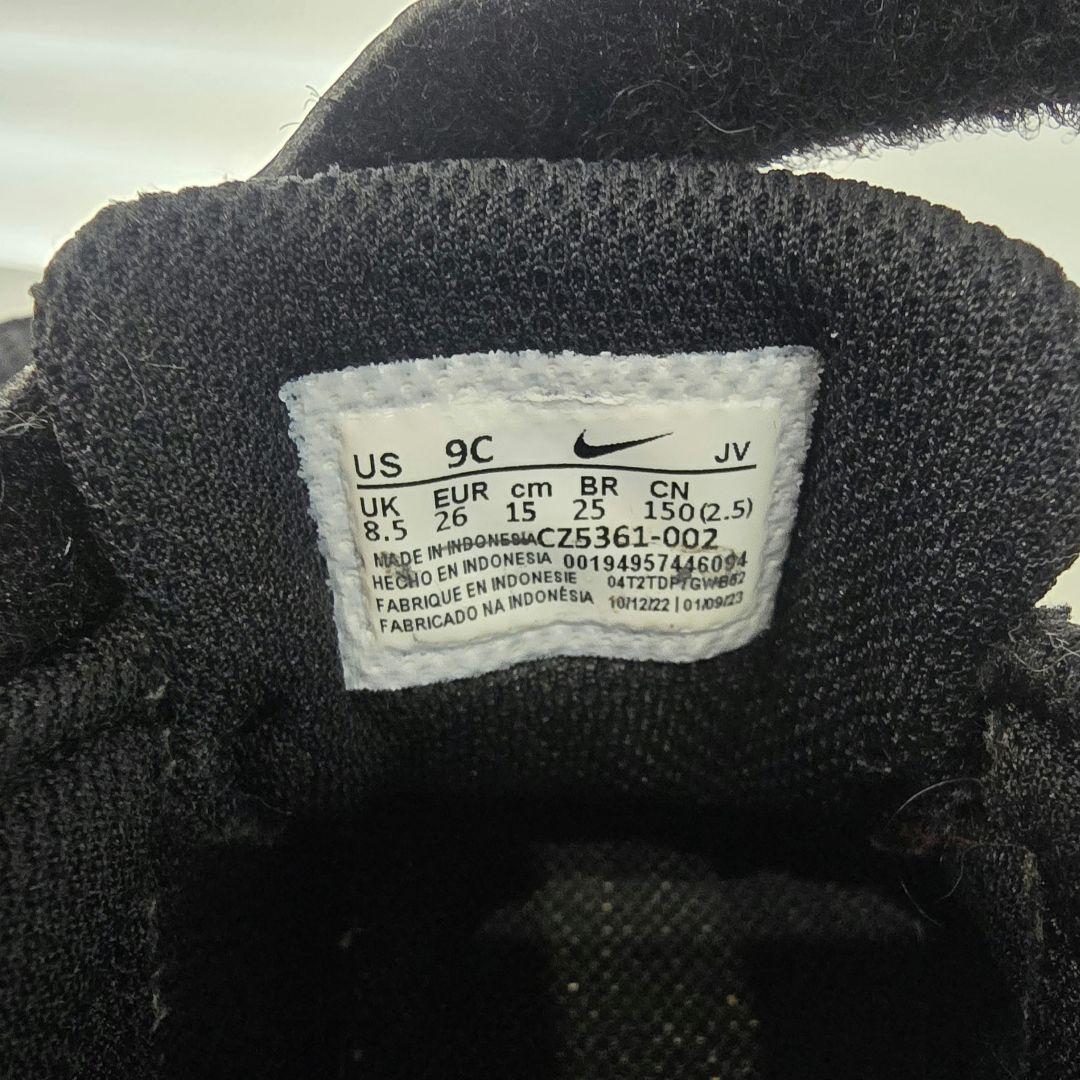 US 9C JV
UK EUR cm BR CN
8.5 26 15 25 150(2.5)
MADE IN INDONESIA CZ5361-002
HECHO EN INDONESIA 00194957446094
FABRIQUE EN INDONESIE
FABRICADO NA INDONÉSIA 10/12/22 | 01/09/23